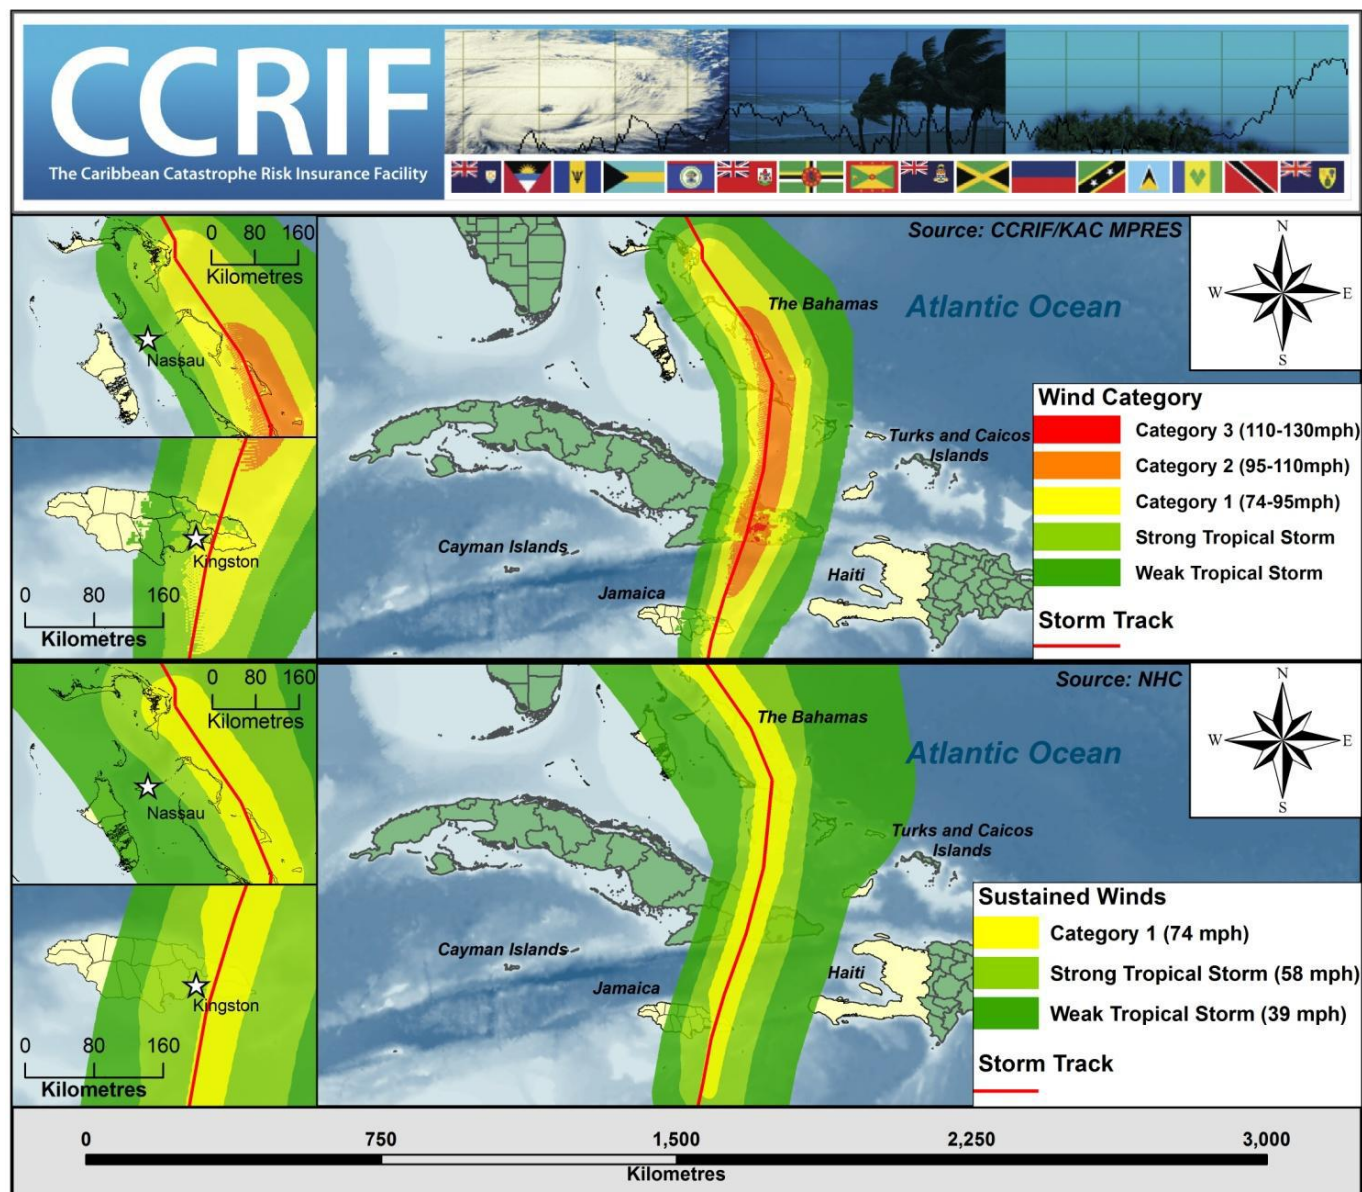 CCRIF
The Caribbean Catastrophe Risk Insurance Facility
0 80 160
Kilometres
Nassau
Kingston
0 80 160
Kilometres
Source: CCRIF/KAC MPRES
The Bahamas
Atlantic Ocean
Turks and Caicos
Islands
Cayman Islands
Haiti
Jamaica
N
W E
S
Wind Category
Category 3 (110-130mph)
Category 2 (95-110mph)
Category 1 (74-95mph)
Strong Tropical Storm
Weak Tropical Storm
Storm Track
0 80 160
Kilometres
Nassau
Kingston
0 80 160
Kilometres
Source: NHC
The Bahamas
Atlantic Ocean
Turks and Caicos
Islands
Cayman Islands
Haiti
Jamaica
N
W E
S
Sustained Winds
Category 1 (74 mph)
Strong Tropical Storm (58 mph)
Weak Tropical Storm (39 mph)
Storm Track
0 750 1,500 2,250 3,000
Kilometres